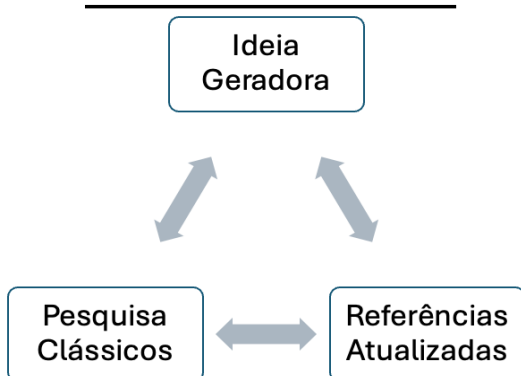 Ideia
Geradora
Pesquisa
Clássicos
Referências
Atualizadas